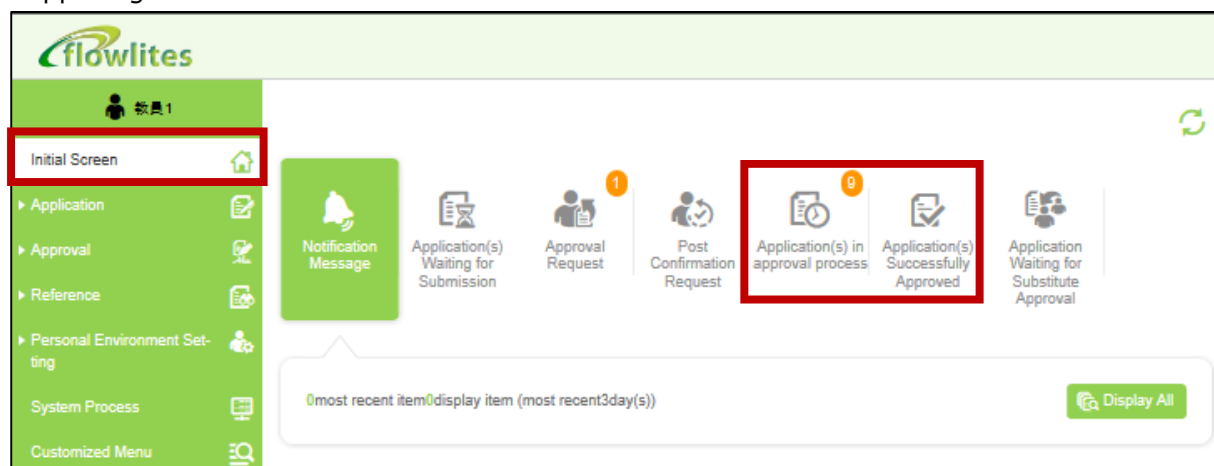 flowlites
教員1
Initial Screen
Application
Approval
Reference
Personal Environment Set-
ting
System Process
Customized Menu
Notification
Message
Application(s)
Waiting for
Submission
1
Approval
Request
Post
Confirmation
Request
9
Application(s) in
approval process
Application(s)
Successfully
Approved
Application
Waiting for
Substitute
Approval
0most recent item0display item (most recent3day(s))
Display All